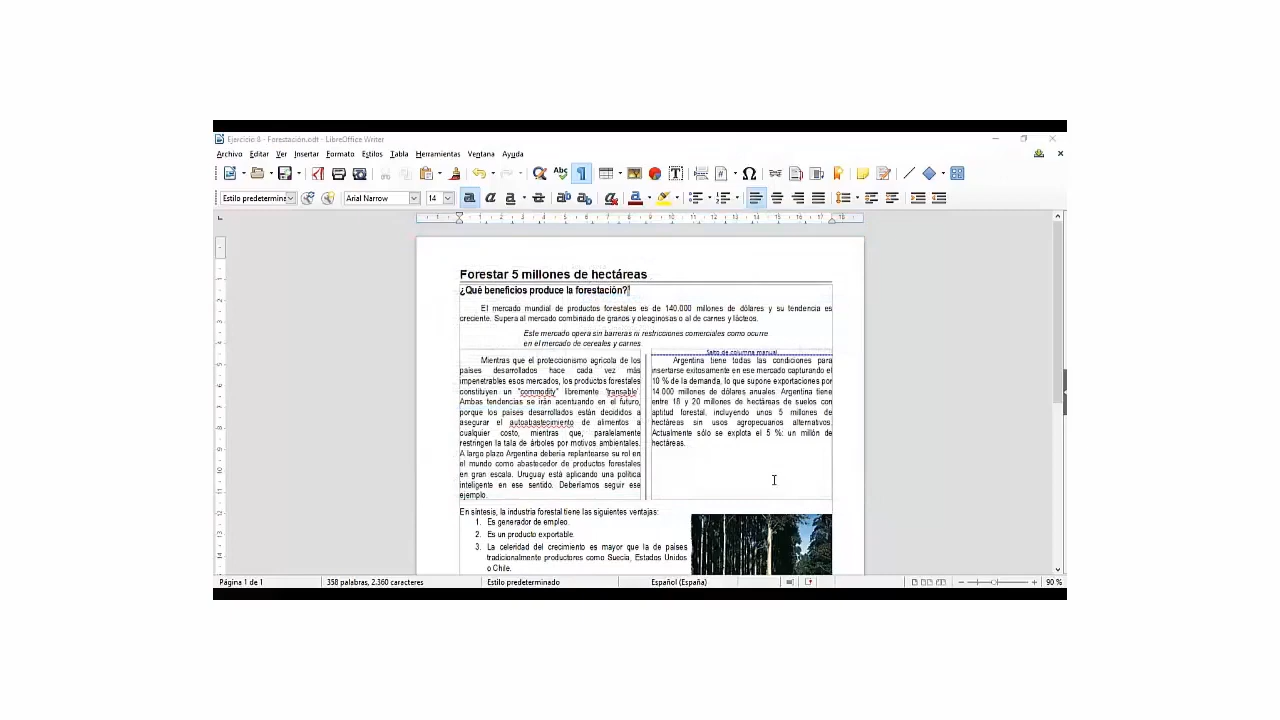 Ejercicio 8 - Forestación.odt - LibreOffice Writer
Archivo Editar Ver Insertar Formato Estilos Tabla Herramientas Ventana Ayuda
Estilo predetermina Arial Narrow 14
Forestar 5 millones de hectáreas
¿Qué beneficios produce la forestación?
El mercado mundial de productos forestales es de 140.000 millones de dólares y su tendencia es
creciente. Supera al mercado combinado de granos y oleaginosas o al de carnes y lácteos.
Este mercado opera sin barreras ni restricciones comerciales como ocurre
en el mercado de cereales y carnes
Mientras que el proteccionismo agrícola de los
países desarrollados hace cada vez más
impenetrables esos mercados, los productos forestales
constituyen un "commodity" libremente "transable".
Ambas tendencias se irán acentuando en el futuro,
porque los países desarrollados están decididos a
asegurar el autoabastecimiento de alimentos a
cualquier costo, mientras que, paralelamente
restringen la tala de árboles por motivos ambientales.
A largo plazo Argentina debería replantearse su rol en
el mundo como abastecedor de productos forestales
en gran escala. Uruguay está aplicando una política
inteligente en ese sentido. Deberíamos seguir ese
ejemplo.
Salto de columna manual
Argentina tiene todas las condiciones para
insertarse exitosamente en ese mercado capturando el
10 % de la demanda, lo que supone exportaciones por
14.000 millones de dólares anuales. Argentina tiene
entre 18 y 20 millones de hectáreas de suelos con
aptitud forestal, incluyendo unos 5 millones de
hectáreas sin usos agropecuarios alternativos.
Actualmente sólo se explota el 5 %: un millón de
hectáreas.
En síntesis, la industria forestal tiene las siguientes ventajas:
1. Es generador de empleo.
2. Es un producto exportable.
3. La celeridad del crecimiento es mayor que la de países
tradicionalmente productores como Suecia, Estados Unidos
o Chile.
Página 1 de 1 358 palabras, 2.360 caracteres Estilo predeterminado Español (España) 90 %